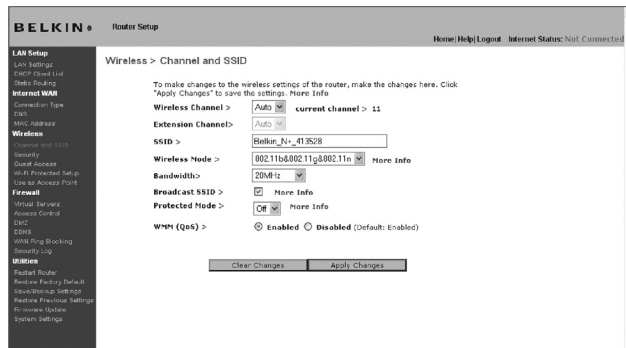 BELKIN
Router Setup
Home|Help|Logout Internet Status: Not Connected
LAN Setup
LAN Settings
DHCP Client List
Static Routing
Internet WAN
Connection Type
DNS
MAC Address
Wireless
Channel and SSID
Security
Guest Access
Wi-Fi Protected Setup
Use as Access Point
Firewall
Virtual Servers
Access Control
DMZ
DDNS
WAN Ping Blocking
Security Log
Utilities
Restart Router
Restore Factory Default
Save/Backup Settings
Restore Previous Settings
Firmware Update
System Settings
Wireless > Channel and SSID
To make changes to the wireless settings of the router, make the changes here. Click
"Apply Changes" to save the settings. More Info
Wireless Channel > Auto current channel > 11
Extension Channel> Auto
SSID > Belkin_N+_413528
Wireless Mode > 802.11b&802.11g&802.11n More Info
Bandwidth> 20MHz
Broadcast SSID > More Info
Protected Mode > Off More Info
WMM (QoS) > Enabled Disabled (Default: Enabled)
Clear Changes Apply Changes